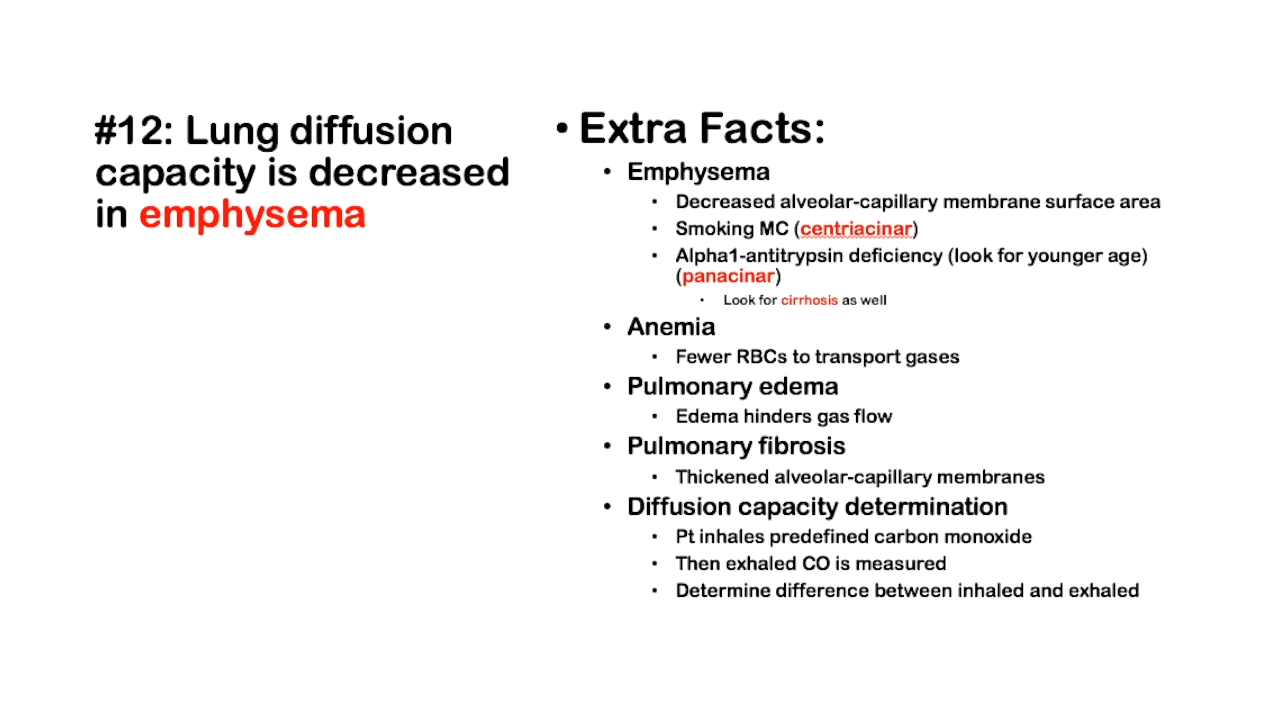 #12: Lung diffusion
capacity is decreased
in emphysema
• Extra Facts:
• Emphysema
• Decreased alveolar-capillary membrane surface area
• Smoking MC (centriacinar)
• Alpha1-antitrypsin deficiency (look for younger age)
(panacinar)
• Look for cirrhosis as well
• Anemia
• Fewer RBCs to transport gases
• Pulmonary edema
• Edema hinders gas flow
• Pulmonary fibrosis
• Thickened alveolar-capillary membranes
• Diffusion capacity determination
• Pt inhales predefined carbon monoxide
• Then exhaled CO is measured
• Determine difference between inhaled and exhaled